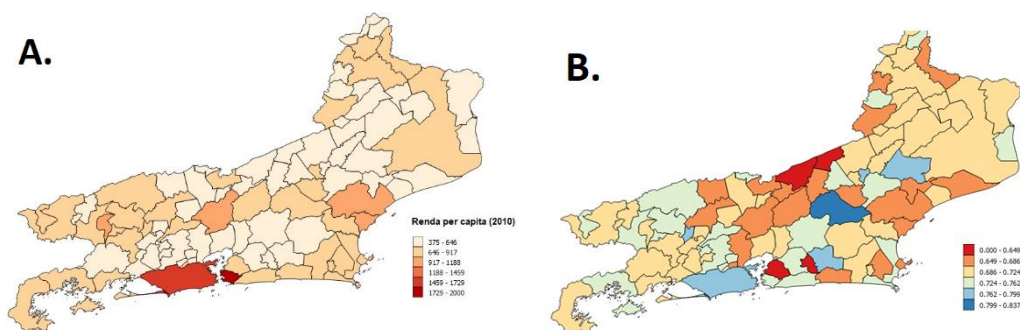 A.
Renda per capita (2010)
375 - 646
646 - 917
917 - 1188
1188 - 1459
1459 - 1729
1729 - 2000
B.
0.000 - 0.649
0.649 - 0.686
0.686 - 0.724
0.724 - 0.762
0.762 - 0.799
0.799 - 0.837